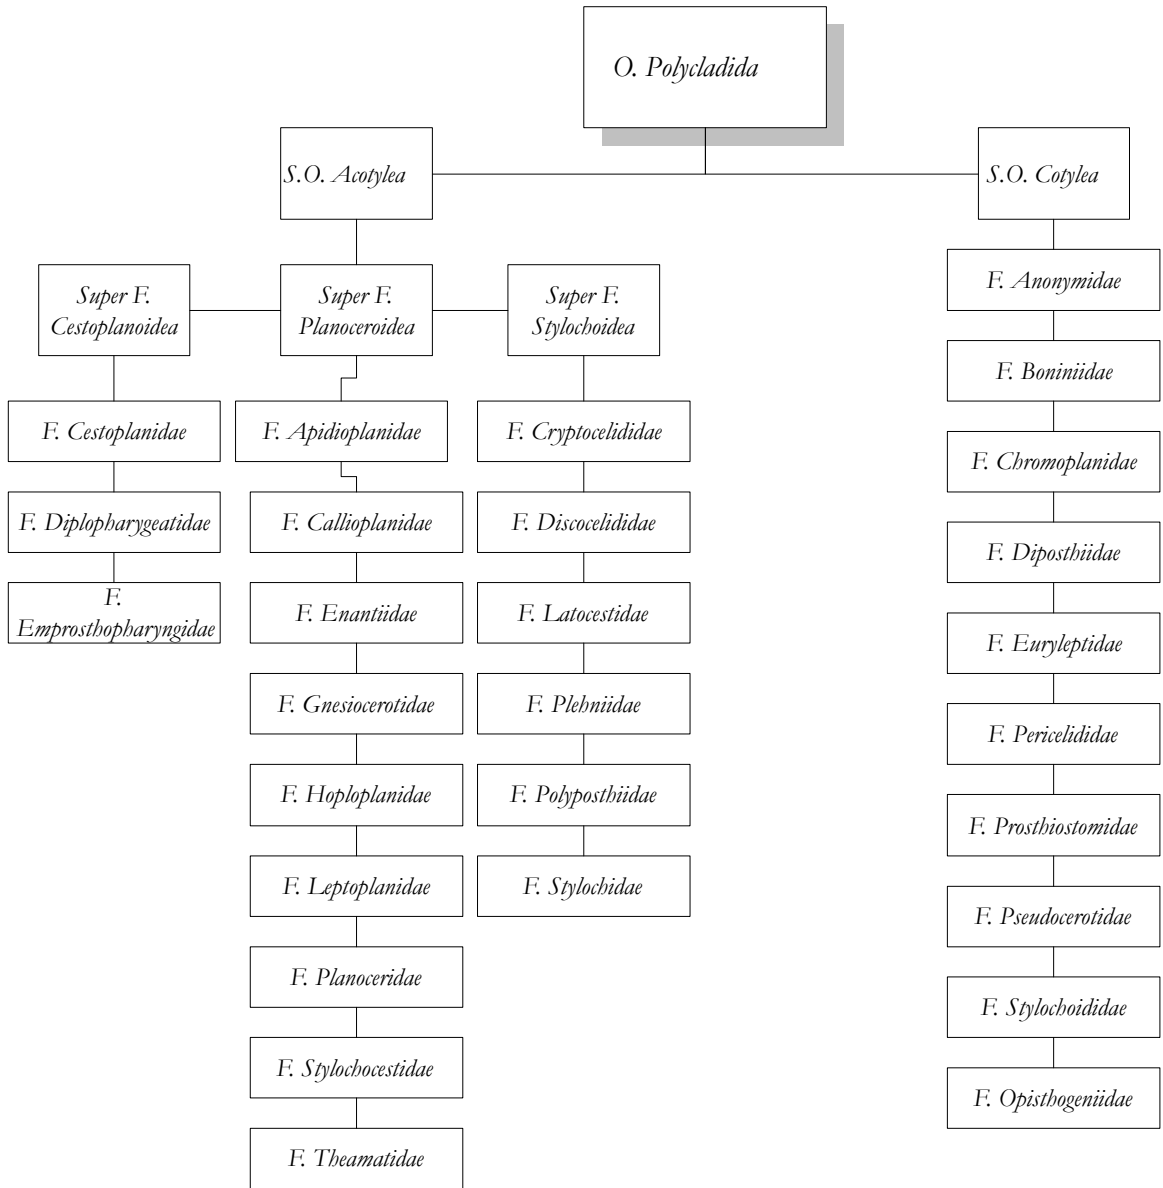 O. Polycladida
S.O. Acotylea
S.O. Cotylea
Super F.
Cestoplanoidea
Super F.
Planoceroidea
Super F.
Stylochoidea
F. Cestoplanidae
F. Diplopharygeatidae
F.
Emprosthopharyngidae
F. Apidioplanidae
F. Callioplanidae
F. Enantiidae
F. Gnesiocerotidae
F. Hoploplanidae
F. Leptoplanidae
F. Planoceridae
F. Stylochocestidae
F. Theamatidae
F. Cryptocelididae
F. Discocelididae
F. Latocestidae
F. Plehniidae
F. Polyposthiidae
F. Stylochidae
F. Anonymidae
F. Boniniidae
F. Chromoplanidae
F. Diposthiidae
F. Euryleptidae
F. Pericelididae
F. Prosthiostomidae
F. Pseudocerotidae
F. Stylochoididae
F. Opisthogeniidae